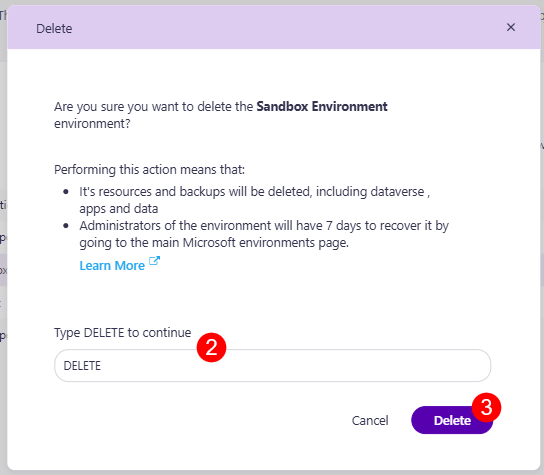 Delete
Are you sure you want to delete the Sandbox Environment
environment?
Performing this action means that:
It's resources and backups will be deleted, including dataverse ,
apps and data
Administrators of the environment will have 7 days to recover it by
going to the main Microsoft environments page.
Learn More
Type DELETE to continue
2
DELETE
Cancel
Delete
3